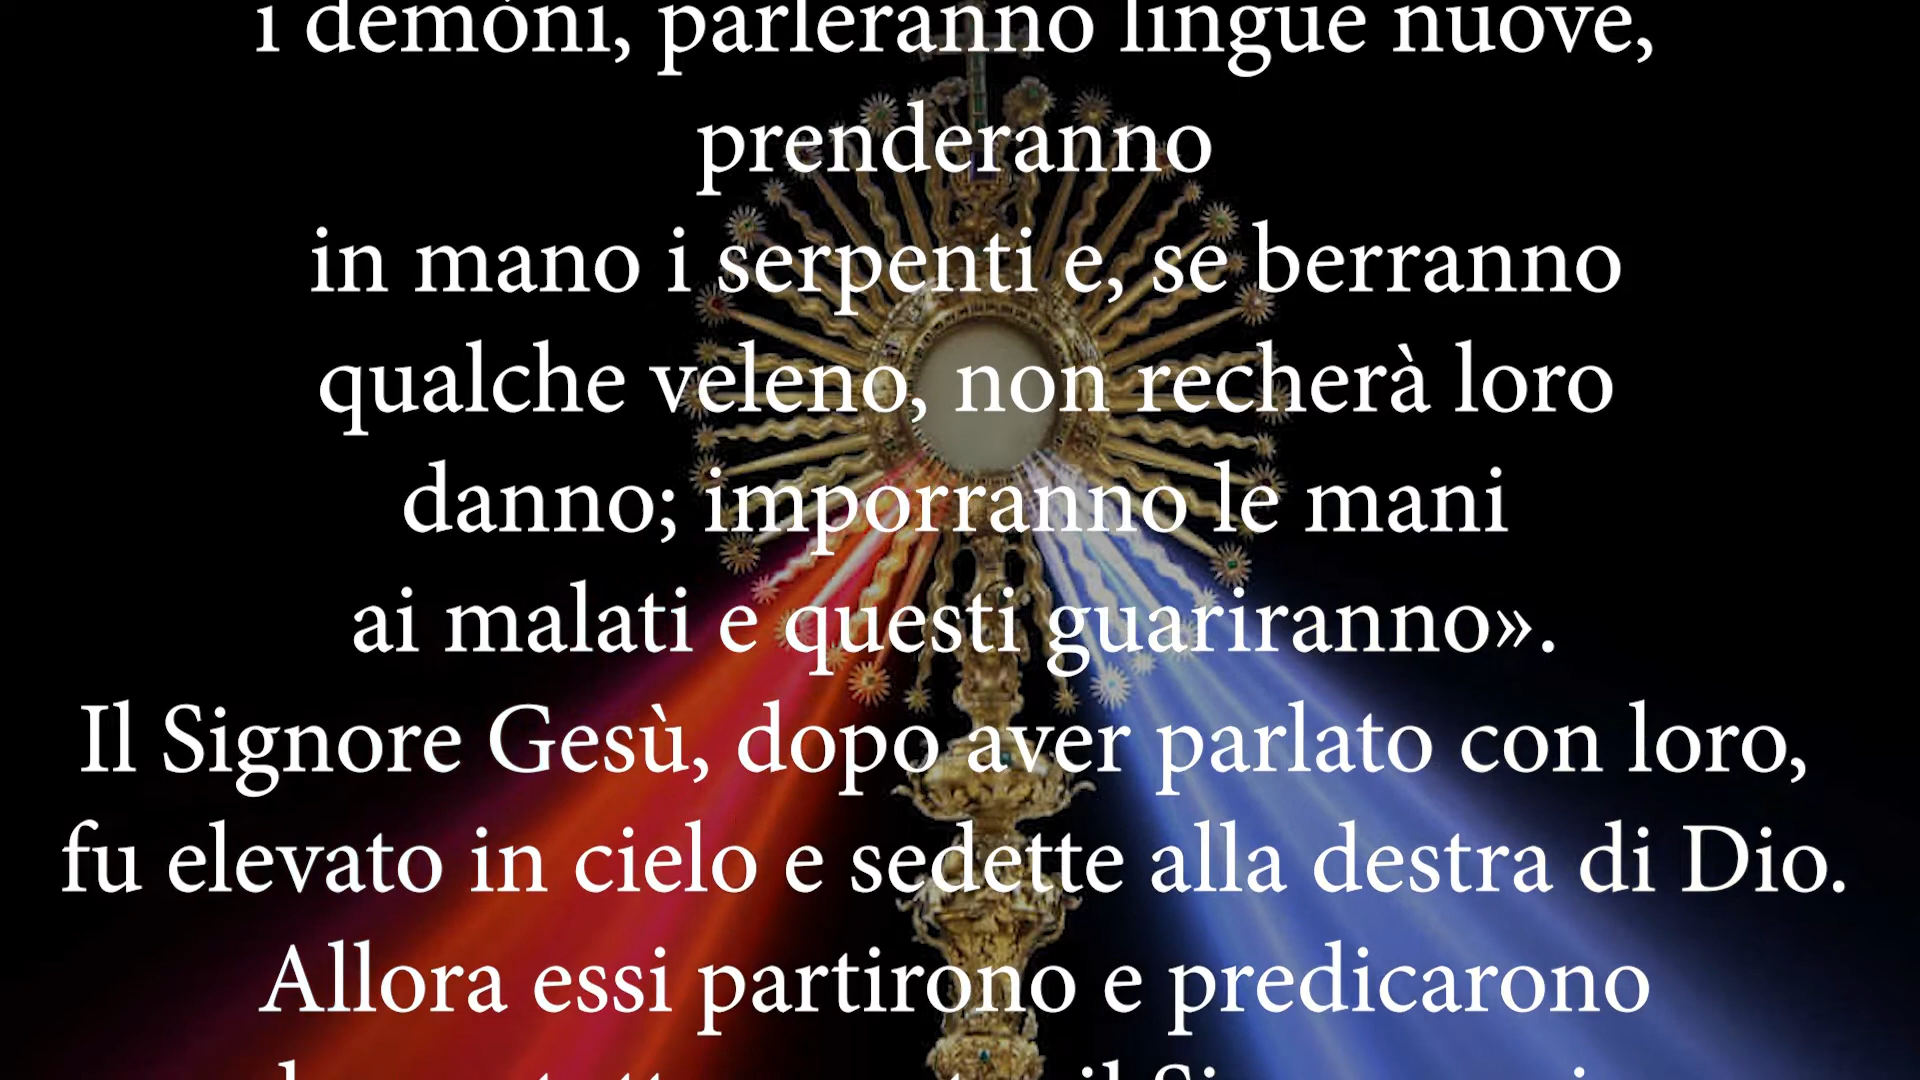 i demòni, parleranno lingue nuove,
prenderanno
in mano i serpenti e, se berranno
qualche veleno, non recherà loro
danno; imporranno le mani
ai malati e questi guariranno».
Il Signore Gesù, dopo aver parlato con loro,
fu elevato in cielo e sedette alla destra di Dio.
Allora essi partirono e predicarono